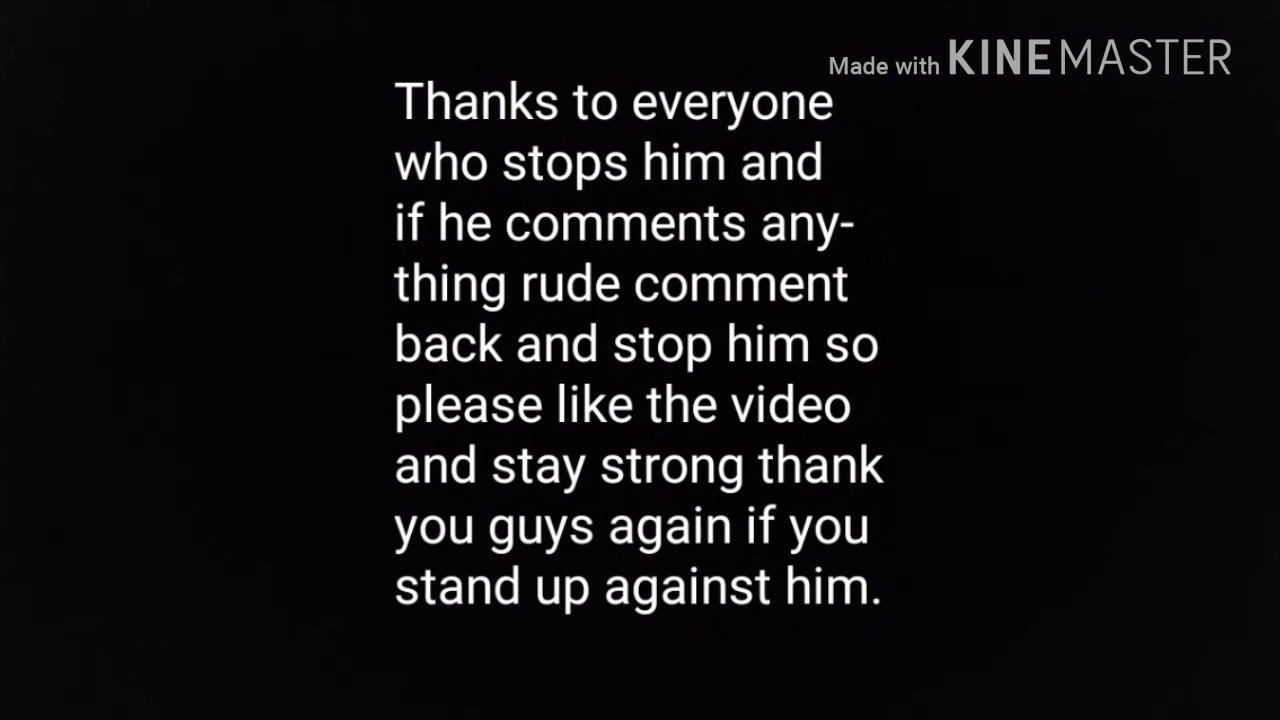 Made with KINEMASTER
Thanks to everyone
who stops him and
if he comments any-
thing rude comment
back and stop him so
please like the video
and stay strong thank
you guys again if you
stand up against him.